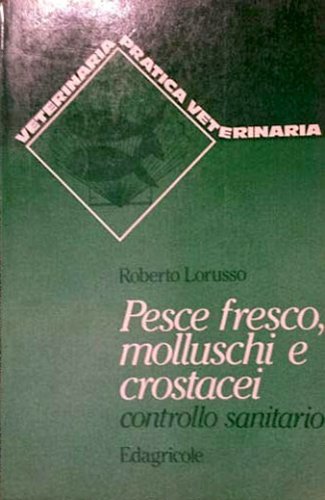 VETERINARIA PRATICA VETERINARIA
Roberto Lorusso
Pesce fresco,
molluschi e
crostacei
controllo sanitario
Edagricole